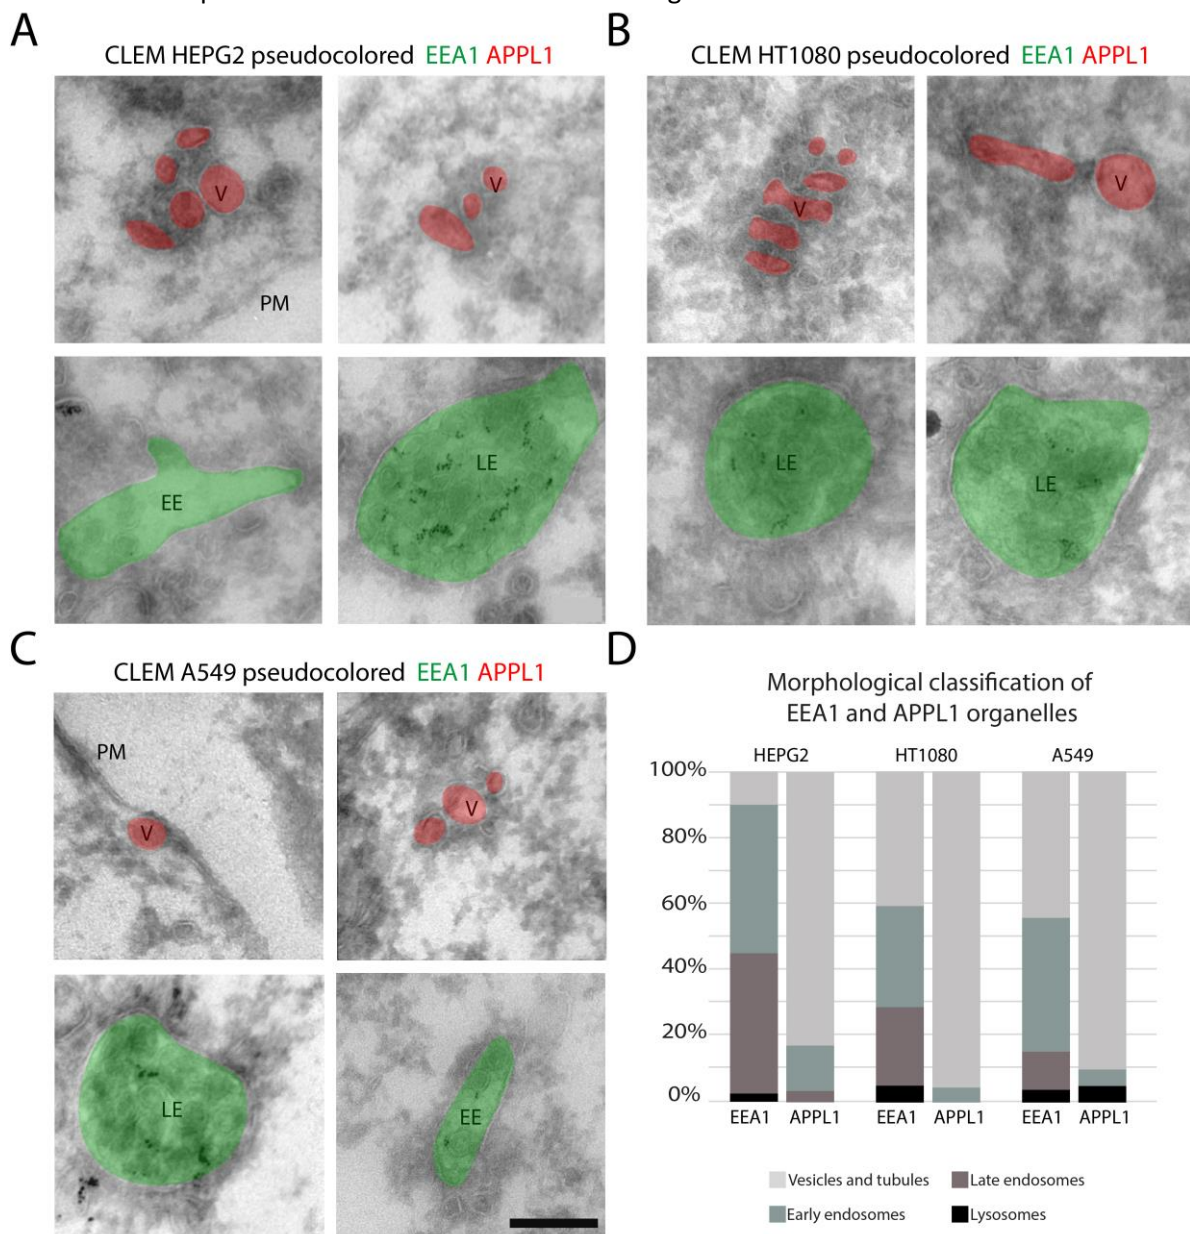 A
CLEM HEPG2 pseudocolored EEA1 APPL1
V
V
PM
EE
LE
B
CLEM HT1080 pseudocolored EEA1 APPL1
V
V
LE
LE
C
CLEM A549 pseudocolored EEA1 APPL1
PM
V
V
LE
EE
D
Morphological classification of
EEA1 and APPL1 organelles
HEPG2 HT1080 A549
100%
80%
60%
40%
20%
0%
EEA1 APPL1 EEA1 APPL1 EEA1 APPL1
Vesicles and tubules Late endosomes
Early endosomes Lysosomes